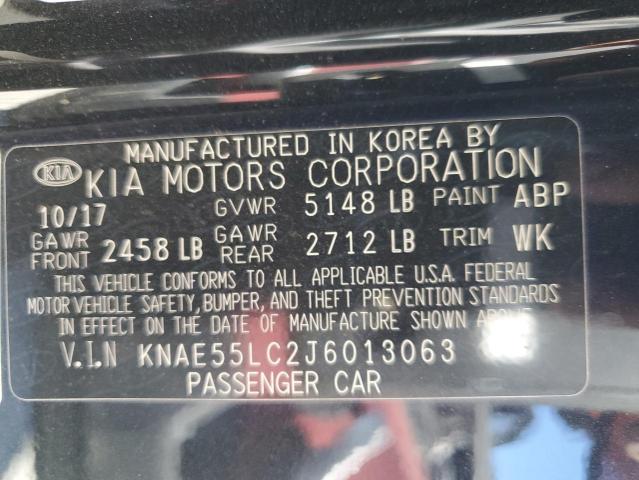 MANUFACTURED IN KOREA BY
KIA KIA MOTORS CORPORATION
10/17 GVWR 5148 LB PAINT ABP
GAWR FRONT 2458 LB GAWR REAR 2712 LB TRIM WK
THIS VEHICLE CONFORMS TO ALL APPLICABLE U.S.A. FEDERAL
MOTOR VEHICLE SAFETY, BUMPER, AND THEFT PREVENTION STANDARDS
IN EFFECT ON THE DATE OF MANUFACTURE SHOWN ABOVE
V.I.N KNAE55LC2J6013063
PASSENGER CAR